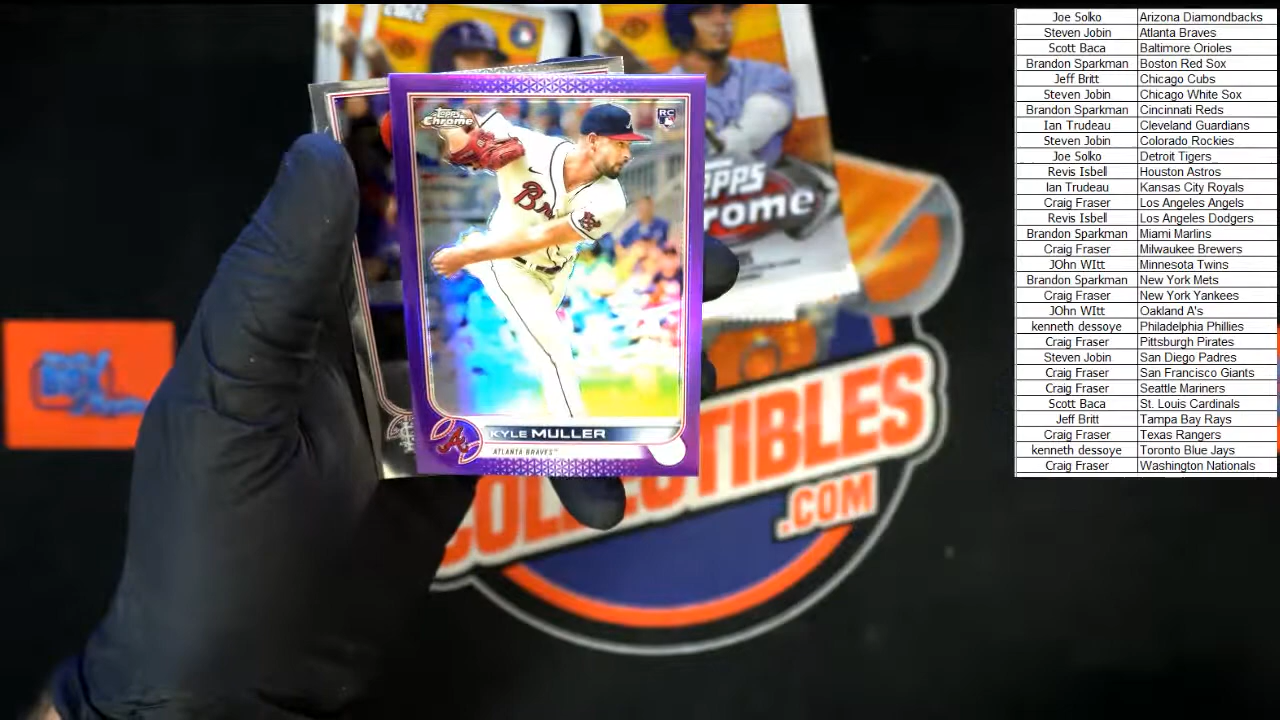 Topps
Chrome
RC
Br
A
KYLE MULLER
ATLANTA BRAVES™
OPPS
rome
COLLECTIBLES
.COM
Joe Solko Arizona Diamondbacks
Steven Jobin Atlanta Braves
Scott Baca Baltimore Orioles
Brandon Sparkman Boston Red Sox
Jeff Britt Chicago Cubs
Steven Jobin Chicago White Sox
Brandon Sparkman Cincinnati Reds
Ian Trudeau Cleveland Guardians
Steven Jobin Colorado Rockies
Joe Solko Detroit Tigers
Revis Isbell Houston Astros
Ian Trudeau Kansas City Royals
Craig Fraser Los Angeles Angels
Revis Isbell Los Angeles Dodgers
Brandon Sparkman Miami Marlins
Craig Fraser Milwaukee Brewers
JOhn WItt Minnesota Twins
Brandon Sparkman New York Mets
Craig Fraser New York Yankees
JOhn WItt Oakland A's
kenneth dessoye Philadelphia Phillies
Craig Fraser Pittsburgh Pirates
Steven Jobin San Diego Padres
Craig Fraser San Francisco Giants
Craig Fraser Seattle Mariners
Scott Baca St. Louis Cardinals
Jeff Britt Tampa Bay Rays
Craig Fraser Texas Rangers
kenneth dessoye Toronto Blue Jays
Craig Fraser Washington Nationals